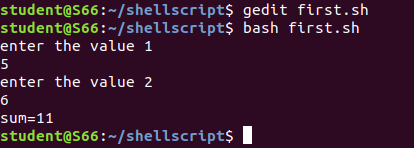 student@S66:~/shellscript$ gedit first.sh
student@S66:~/shellscript$ bash first.sh
enter the value 1
5
enter the value 2
6
sum=11
student@S66:~/shellscript$